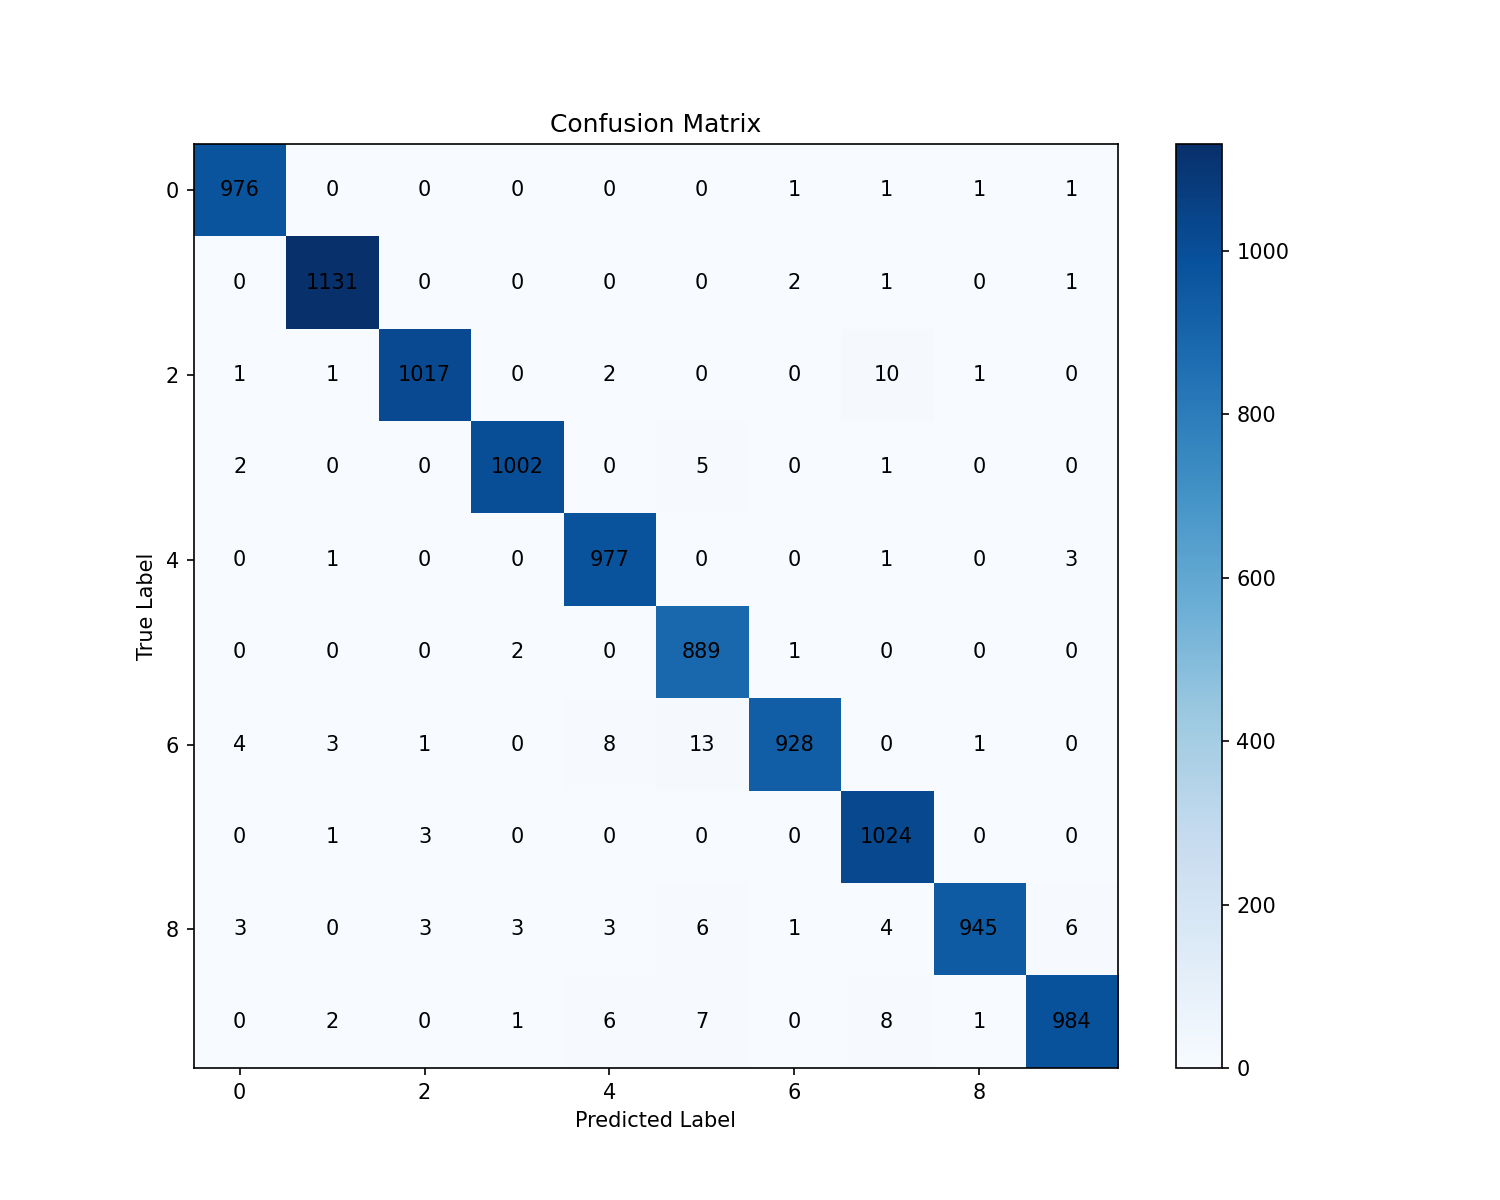 Confusion Matrix
0 976 0 0 0 0 0 1 1 1 1
0 1131 0 0 0 0 2 1 0 1
2 1 1 1017 0 2 0 0 10 1 0
2 0 0 1002 0 5 0 1 0 0
4 0 1 0 0 977 0 0 1 0 3
0 0 0 2 0 889 1 0 0 0
6 4 3 1 0 8 13 928 0 1 0
0 1 3 0 0 0 0 1024 0 0
8 3 0 3 3 3 6 1 4 945 6
0 2 0 1 6 7 0 8 1 984
0 2 4 6 8
Predicted Label
True Label
1000
800
600
400
200
0